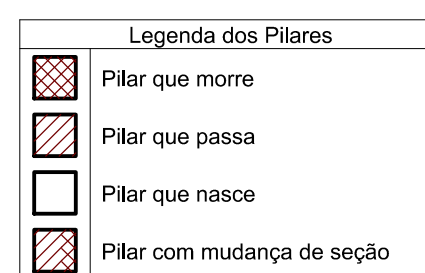 Legenda dos Pilares
Pilar que morre
Pilar que passa
Pilar que nasce
Pilar com mudança de seção